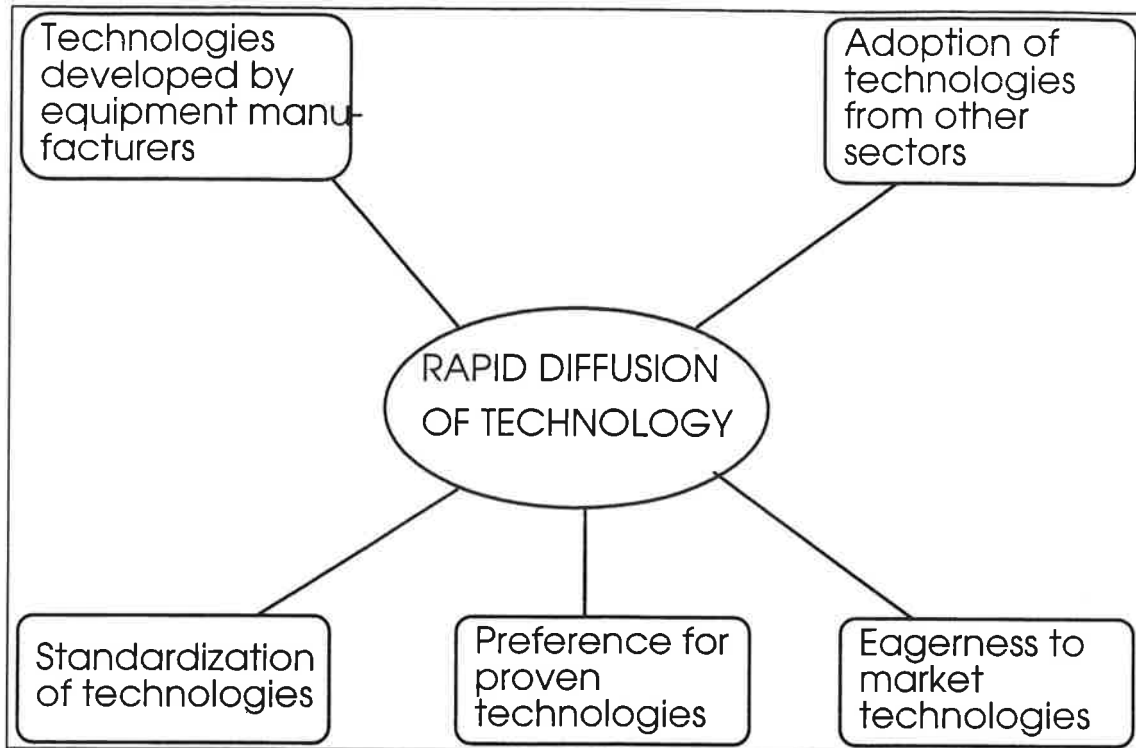 Technologies
developed by
equipment manu-
facturers
Adoption of
technologies
from other
sectors
RAPID DIFFUSION
OF TECHNOLOGY
Standardization
of technologies
Preference for
proven
technologies
Eagerness to
market
technologies